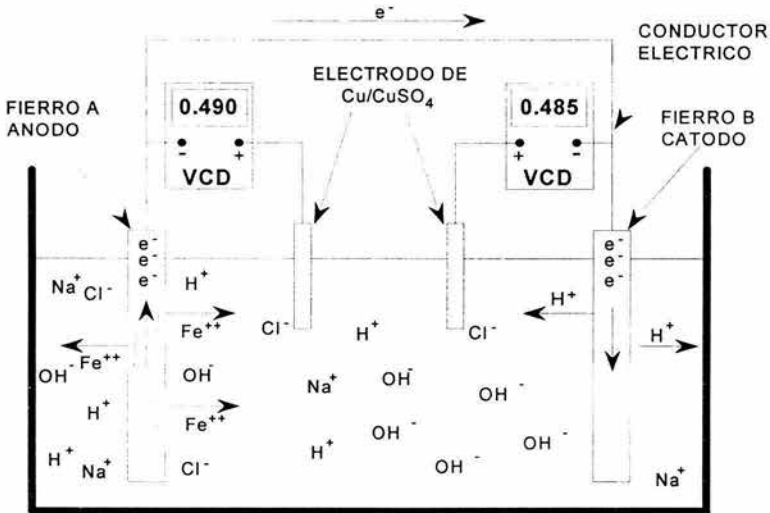 e-
CONDUCTOR
ELECTRICO
ELECTRODO DE
Cu/CuSO4
FIERRO A
ANODO
0.490
- +
VCD
0.485
+ -
VCD
FIERRO B
CATODO
e-
e-
e-
e-
e-
e-
Na+
Cl-
H+
Fe++
Cl-
H+
Cl-
H+
H+
Fe++
OH-
OH-
Na+
OH-
OH-
H+
Fe++
OH-
OH-
H+
Na+
Cl-
H+
OH-
Na+